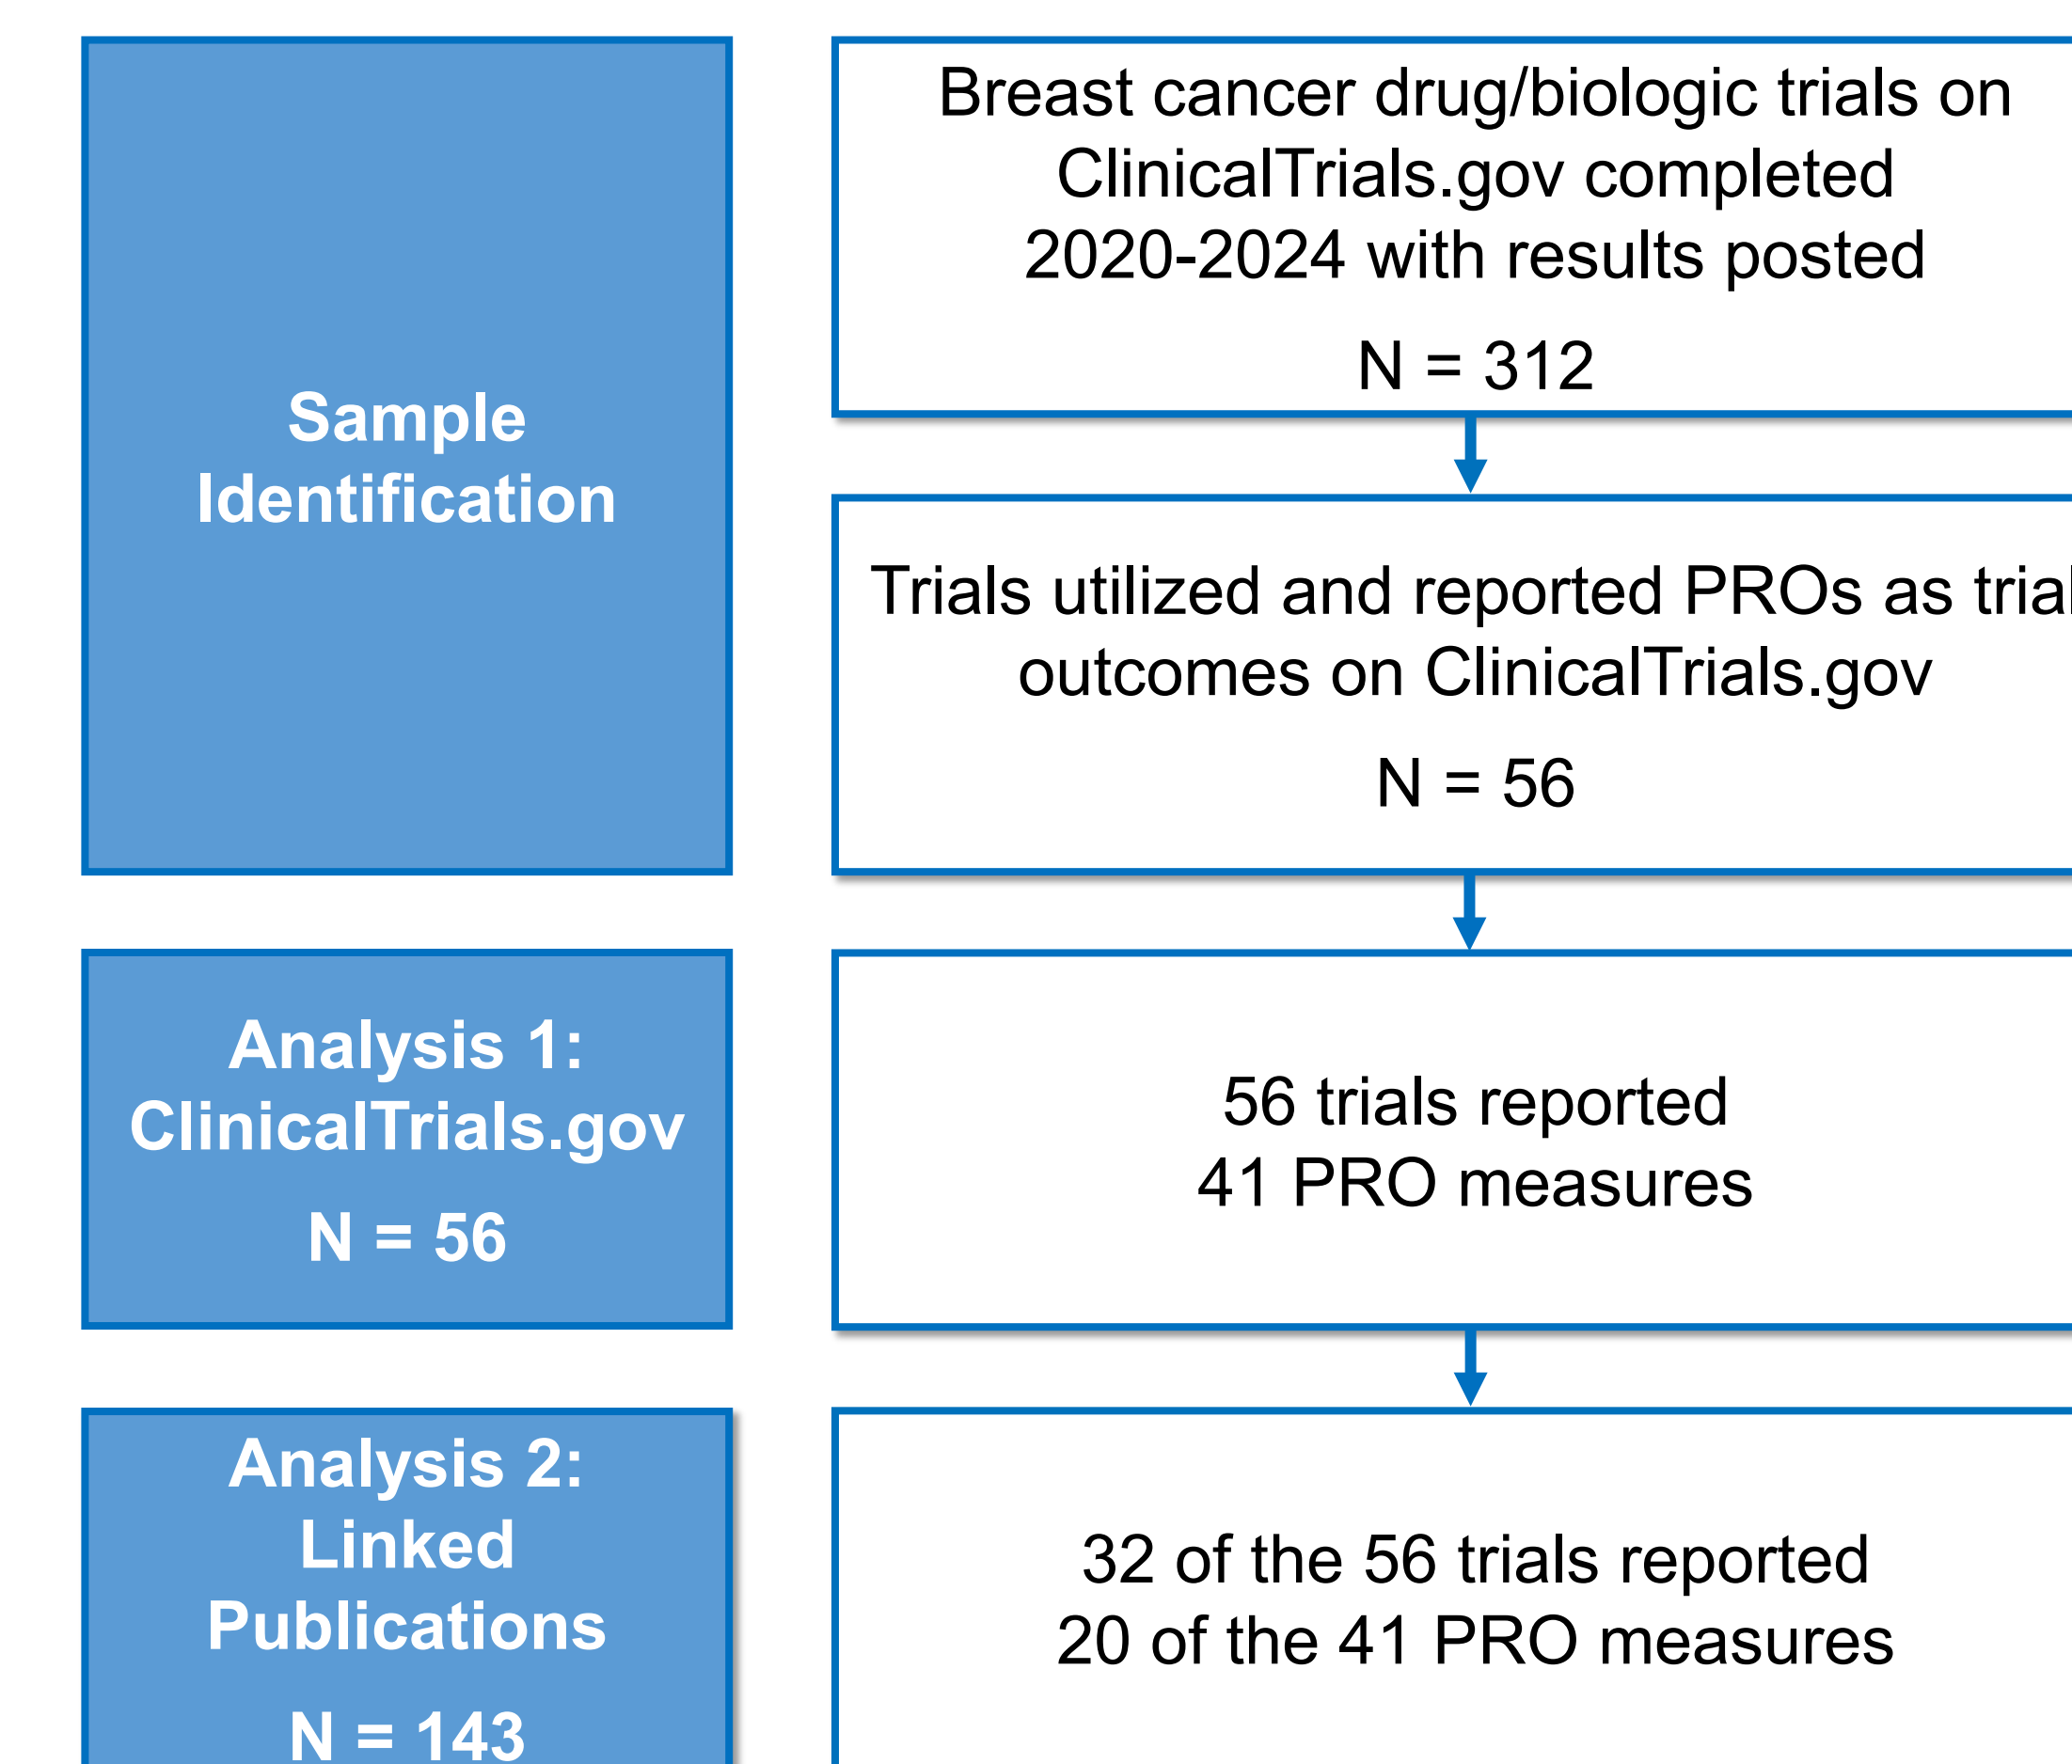 Sample
Identification
Breast cancer drug/biologic trials on
ClinicalTrials.gov completed
2020-2024 with results posted
N = 312
Trials utilized and reported PROs as trial
outcomes on ClinicalTrials.gov
N = 56
Analysis 1:
ClinicalTrials.gov
N = 56
56 trials reported
41 PRO measures
Analysis 2:
Linked
Publications
N = 143
32 of the 56 trials reported
20 of the 41 PRO measures